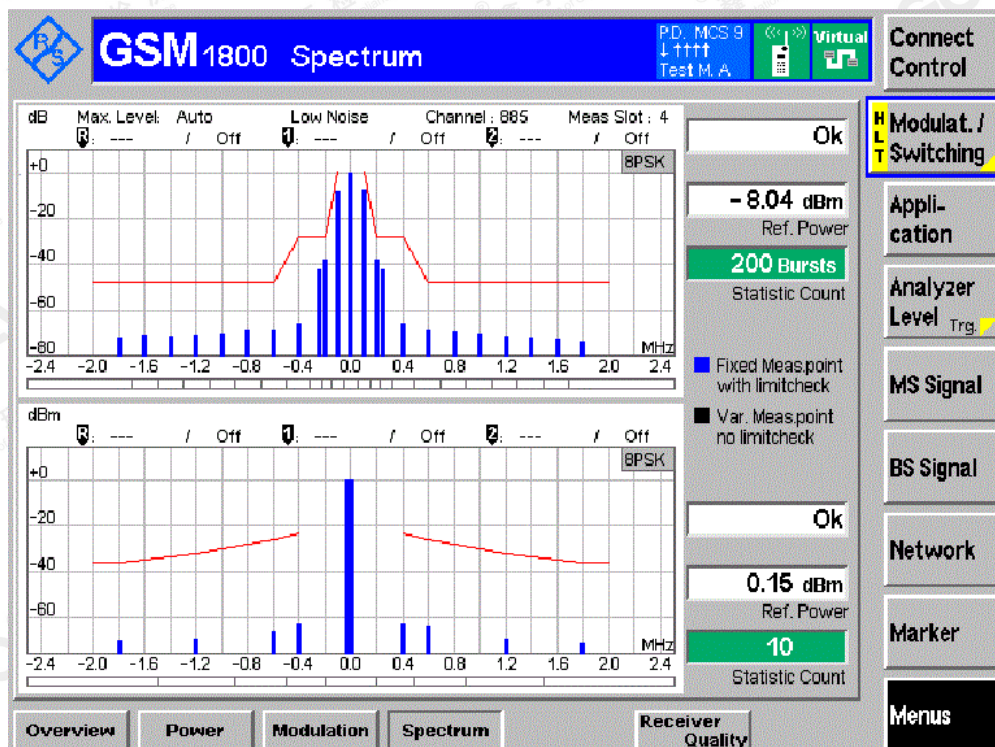 R/S
GSM 1800 Spectrum
P.D. MCS 9
↓ ↑↑↑↑
Test M. A.
Virtual
Connect
Control
dB Max. Level: Auto Low Noise Channel : 885 Meas Slot : 4
R: --- / Off 1: --- / Off 2: --- / Off
8PSK
+0
-20
-40
-60
-80
MHz
-2.4 -2.0 -1.6 -1.2 -0.8 -0.4 0.0 0.4 0.8 1.2 1.6 2.0 2.4
Ok
-8.04 dBm
Ref. Power
200 Bursts
Statistic Count
Fixed Meas.point
with limitcheck
Var. Meas.point
no limitcheck
dBm
R: --- / Off 1: --- / Off 2: --- / Off
8PSK
+0
-20
-40
-60
MHz
-2.4 -2.0 -1.6 -1.2 -0.8 -0.4 0.0 0.4 0.8 1.2 1.6 2.0 2.4
Ok
0.15 dBm
Ref. Power
10
Statistic Count
HLT
Modulat. /
Switching
Appli-
cation
Analyzer
Level Trg.
MS Signal
BS Signal
Network
Marker
Menus
Overview
Power
Modulation
Spectrum
Receiver
Quality